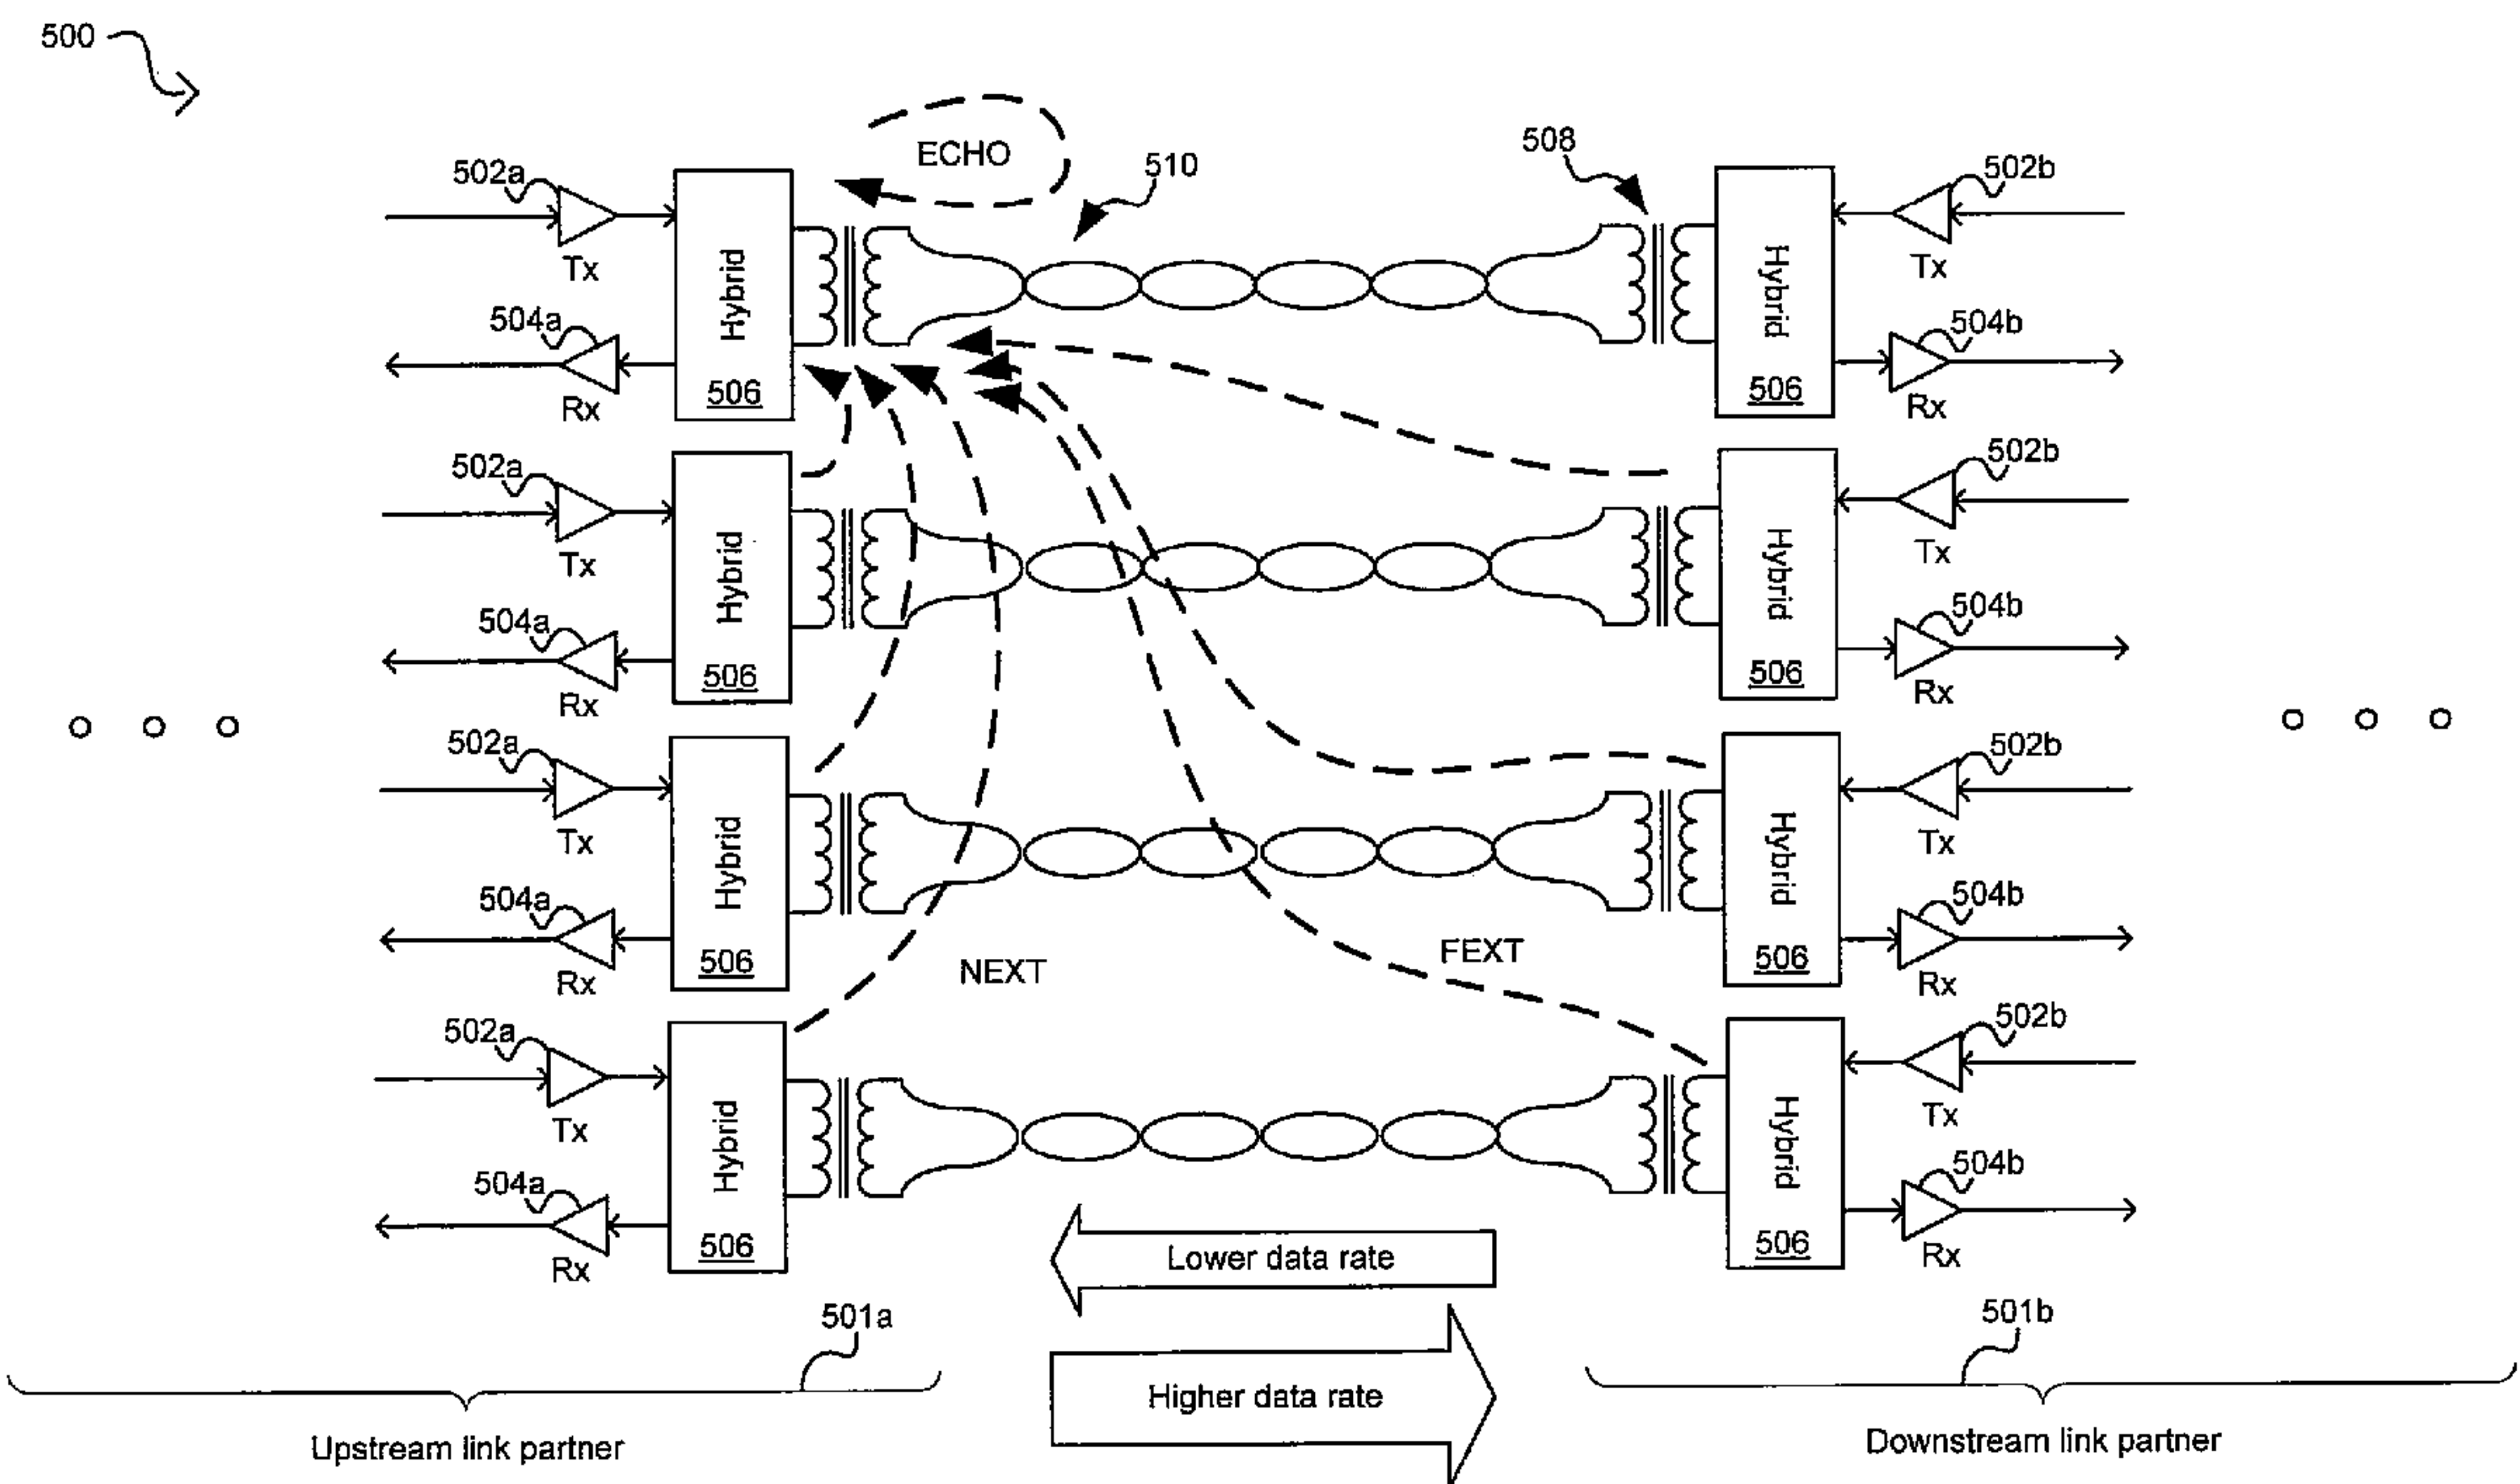 500
ECHO
510
508
502a
Tx
504a
Rx
Hybrid
506
Hybrid
506
502b
Tx
504b
Rx
502a
Tx
504a
Rx
Hybrid
506
Hybrid
506
502b
Tx
504b
Rx
502a
Tx
504a
Rx
Hybrid
506
Hybrid
506
502b
Tx
504b
Rx
NEXT
FEXT
502a
Tx
504a
Rx
Hybrid
506
Hybrid
506
502b
Tx
504b
Rx
Lower data rate
Higher data rate
501a
501b
Upstream link partner
Downstream link partner